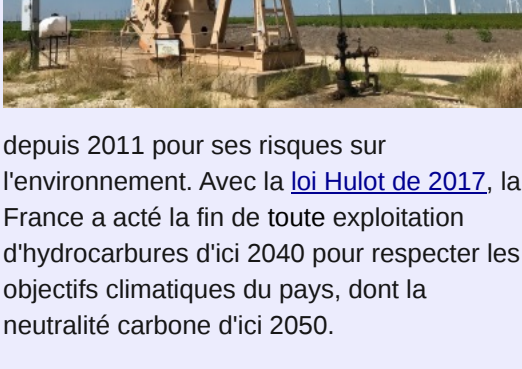 depuis 2011 pour ses risques sur
l'environnement. Avec la loi Hulot de 2017, la
France a acté la fin de toute exploitation
d'hydrocarbures d'ici 2040 pour respecter les
objectifs climatiques du pays, dont la
neutralité carbone d'ici 2050.